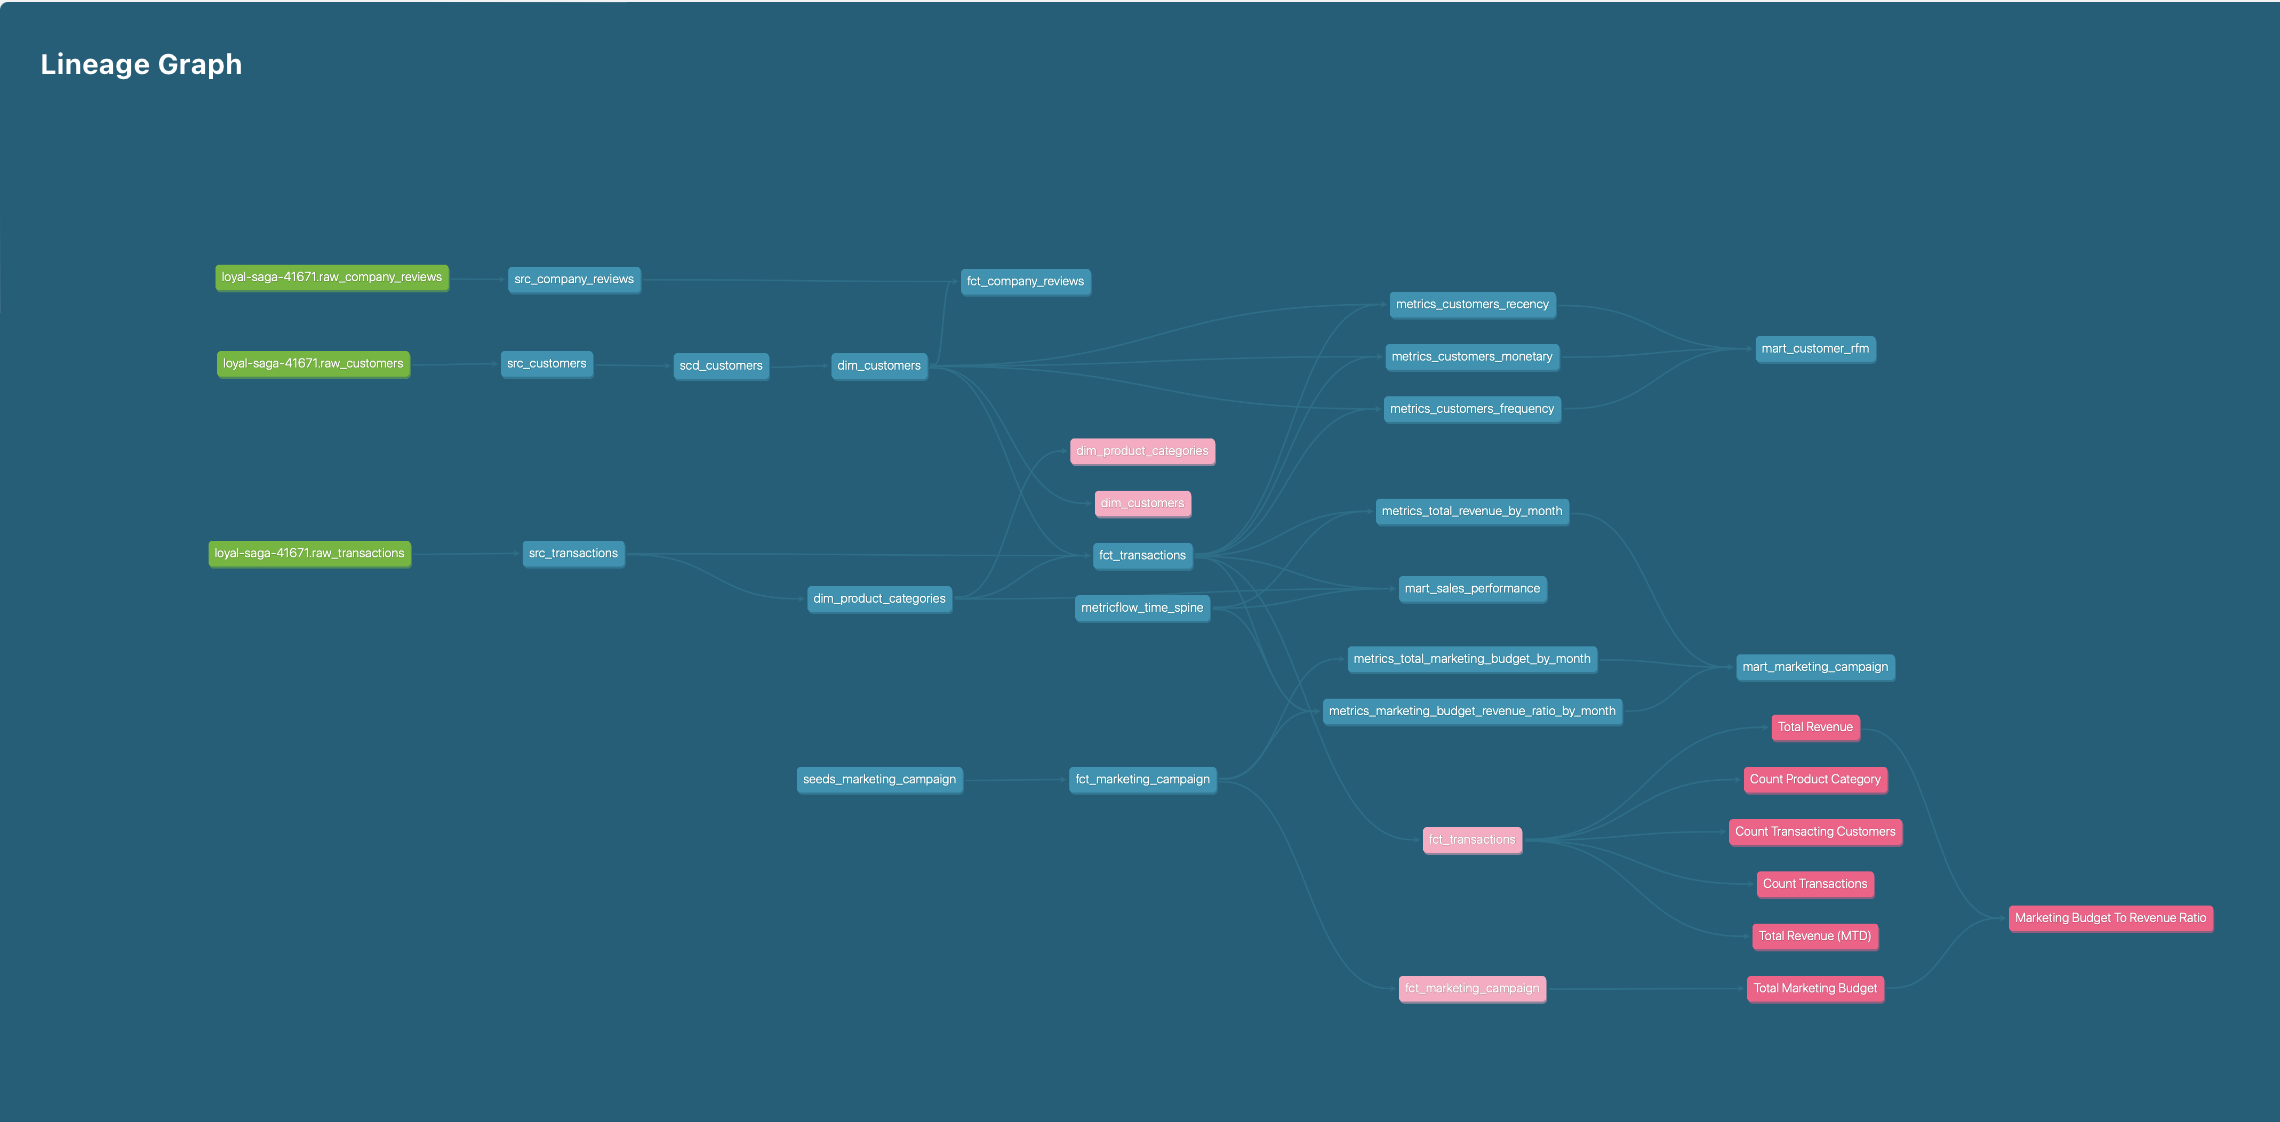 Lineage Graph
loyal-saga-41671.raw_company_reviews
src_company_reviews
fct_company_reviews
metrics_customers_recency
mart_customer_rfm
metrics_customers_monetary
loyal-saga-41671.raw_customers
src_customers
scd_customers
dim_customers
metrics_customers_frequency
dim_product_categories
dim_customers
metrics_total_revenue_by_month
loyal-saga-41671.raw_transactions
src_transactions
fct_transactions
mart_sales_performance
dim_product_categories
metricflow_time_spine
metrics_total_marketing_budget_by_month
mart_marketing_campaign
metrics_marketing_budget_revenue_ratio_by_month
Total Revenue
seeds_marketing_campaign
fct_marketing_campaign
Count Product Category
fct_transactions
Count Transacting Customers
Count Transactions
Marketing Budget To Revenue Ratio
Total Revenue (MTD)
fct_marketing_campaign
Total Marketing Budget